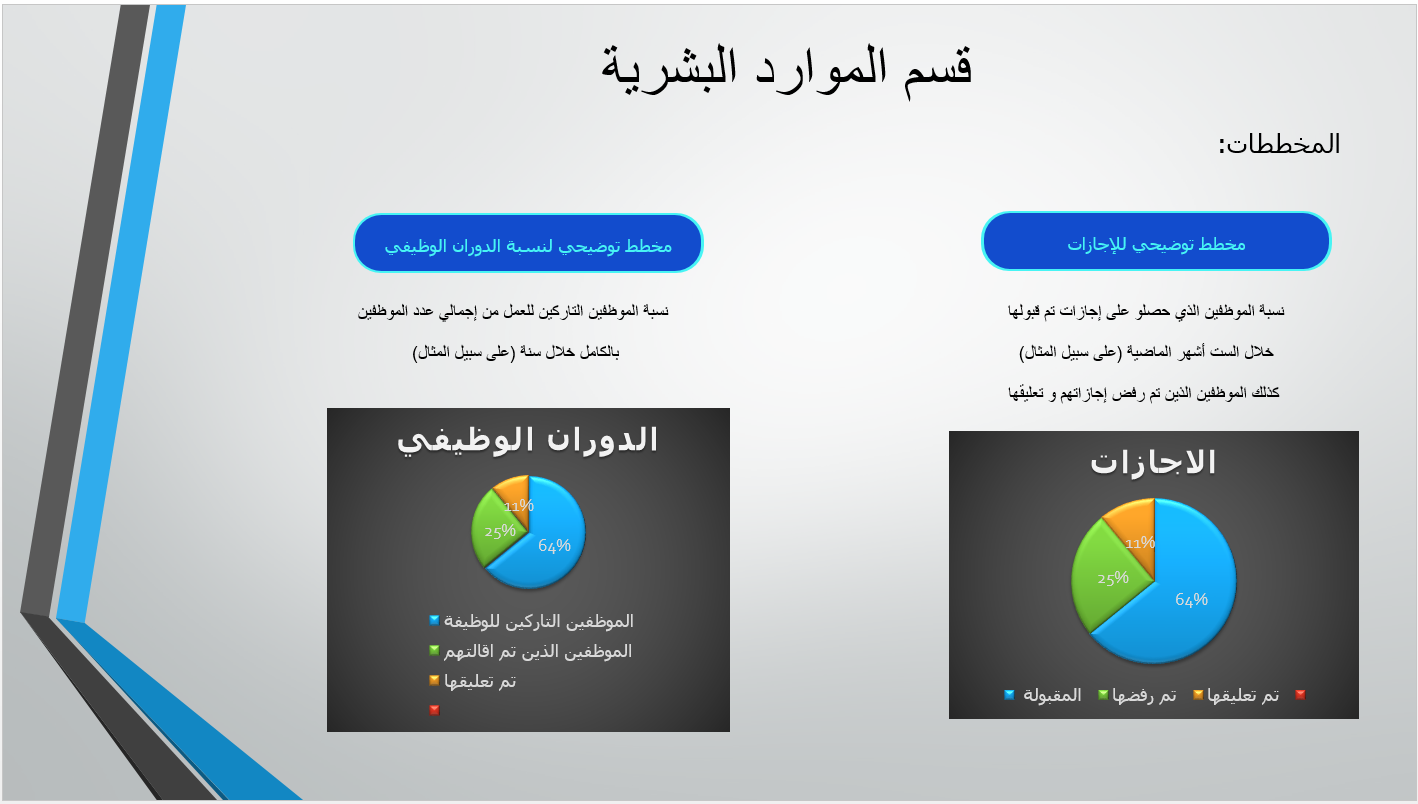 قسم الموارد البشرية
المخططات:
مخطط توضيحي للإجازات
نسبة الموظفين الذي حصلو على إجازات تم قبولها
خلال الست أشهر الماضية (على سبيل المثال)
كذلك الموظفين الذين تم رفض إجازاتهم و تعليقها
الاجازات
11%
25%
64%
المقبولة تم رفضها تم تعليقها
مخطط توضيحي لنسبة الدوران الوظيفي
نسبة الموظفين التاركين للعمل من إجمالي عدد الموظفين
بالكامل خلال سنة (على سبيل المثال)
الدوران الوظيفي
11%
25%
64%
الموظفين التاركين للوظيفة
الموظفين الذين تم اقالتهم
تم تعليقها